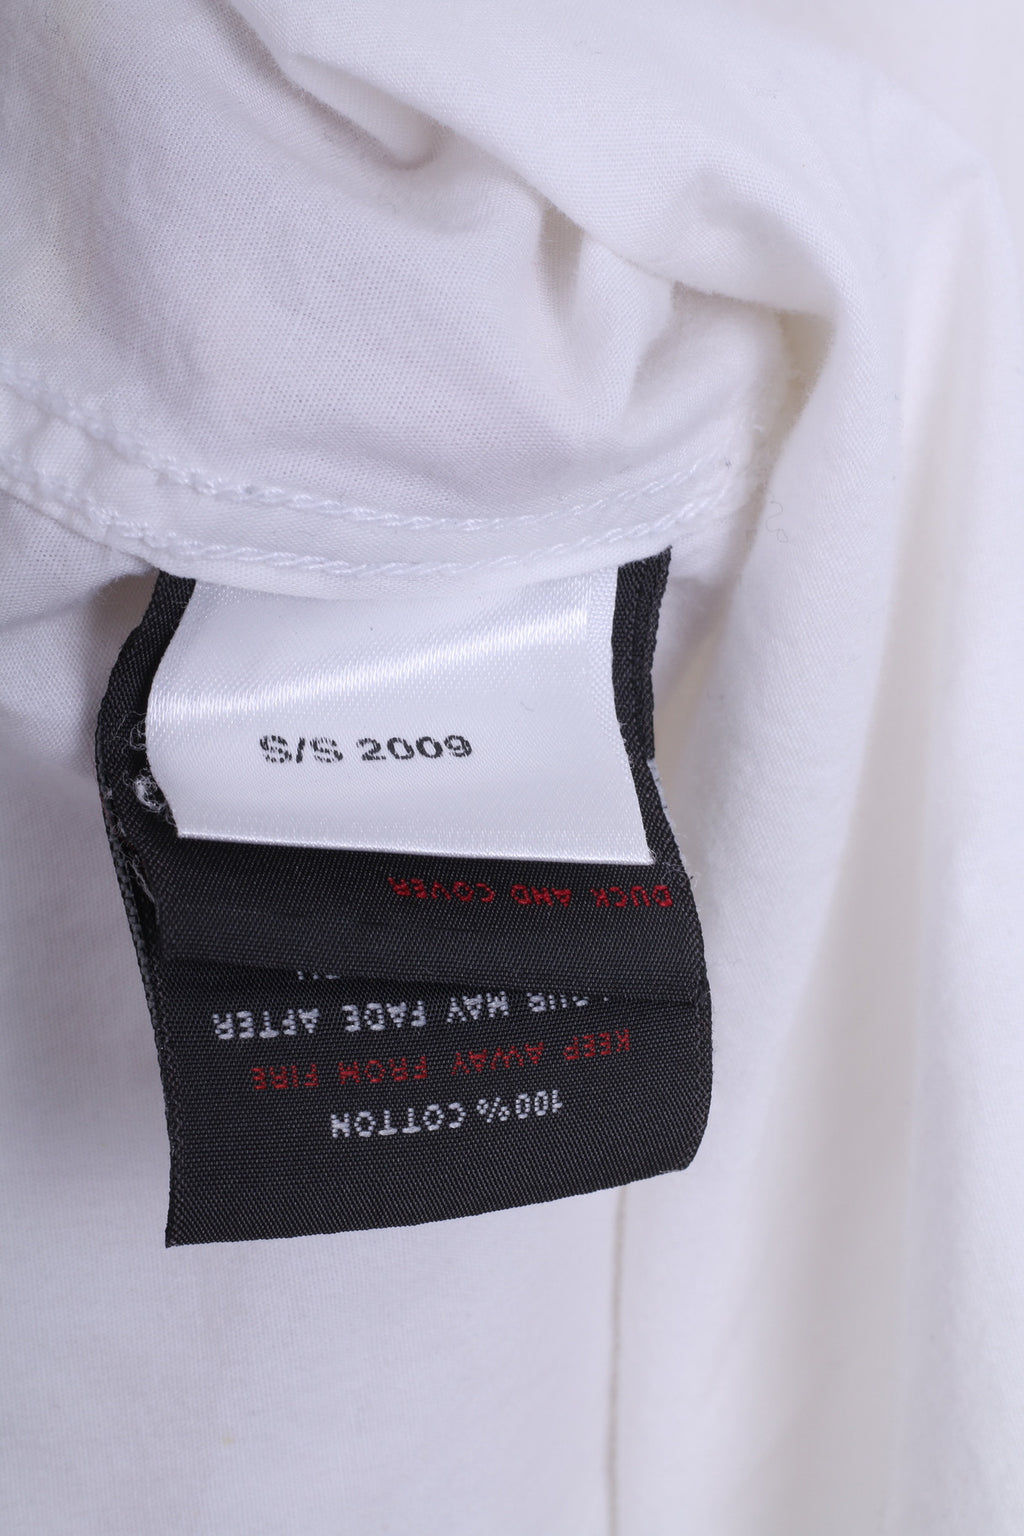 S/S 2009
DUCK AND COVER
100% COTTON
KEEP AWAY FROM FIRE
MAY FADE AFTER